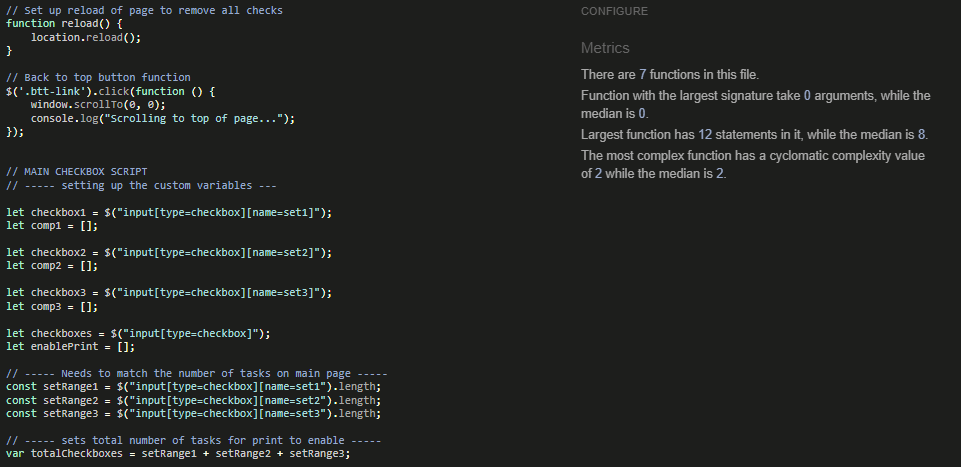 // Set up reload of page to remove all checks
function reload() {
    location.reload();
}
// Back to top button function
$('.btt-link').click(function () {
    window.scrollTo(0, 0);
    console.log("Scrolling to top of page...");
});
// MAIN CHECKBOX SCRIPT
// ----- setting up the custom variables ---
let checkbox1 = $("input[type=checkbox][name=set1]");
let comp1 = [];
let checkbox2 = $("input[type=checkbox][name=set2]");
let comp2 = [];
let checkbox3 = $("input[type=checkbox][name=set3]");
let comp3 = [];
let checkboxes = $("input[type=checkbox]");
let enablePrint = [];
// ----- Needs to match the number of tasks on main page -----
const setRange1 = $("input[type=checkbox][name=set1").length;
const setRange2 = $("input[type=checkbox][name=set2").length;
const setRange3 = $("input[type=checkbox][name=set3").length;
// ----- sets total number of tasks for print to enable -----
var totalCheckboxes = setRange1 + setRange2 + setRange3;
CONFIGURE
Metrics
There are 7 functions in this file.
Function with the largest signature take 0 arguments, while the
median is 0.
Largest function has 12 statements in it, while the median is 8.
The most complex function has a cyclomatic complexity value
of 2 while the median is 2.